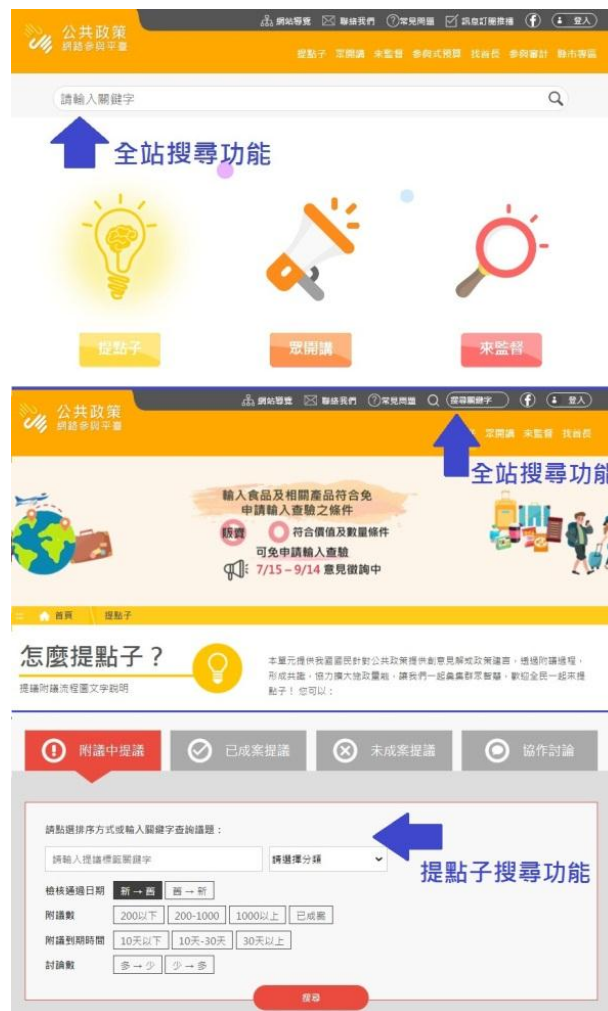 公共政策
網路參與平臺
網站導覽 聯絡我們 常見問題 訊息訂閱推播 登入
提點子 眾開講 來監督 參與式預算 找首長 參與審計 縣市專區
請輸入關鍵字
全站搜尋功能
提點子 眾開講 來監督
公共政策
網路參與平臺
網站導覽 聯絡我們 常見問題 搜尋關鍵字 登入
眾開講 來監督 找首長
全站搜尋功能
輸入食品及相關產品符合免
申請輸入查驗之條件
販賣 符合價值及數量條件
可免申請輸入查驗
7/15 – 9/14 意見徵詢中
首頁 提點子
怎麼提點子？
提議附議流程圖文字說明
本單元提供我國國民針對公共政策提供創意見解或政策建言，透過附議過程，
形成共識，協力擴大施政量能，讓我們一起彙集群眾智慧，歡迎全民一起來提
點子！您可以：
附議中提議 已成案提議 未成案提議 協作討論
請點選排序方式或輸入關鍵字查詢議題：
請輸入提議標題關鍵字 請選擇分類
提點子搜尋功能
檢核通過日期 新→舊 舊→新
附議數 200以下 200-1000 1000以上 已成案
附議到期時間 10天以下 10天-30天 30天以上
討論數 多→少 少→多
搜尋